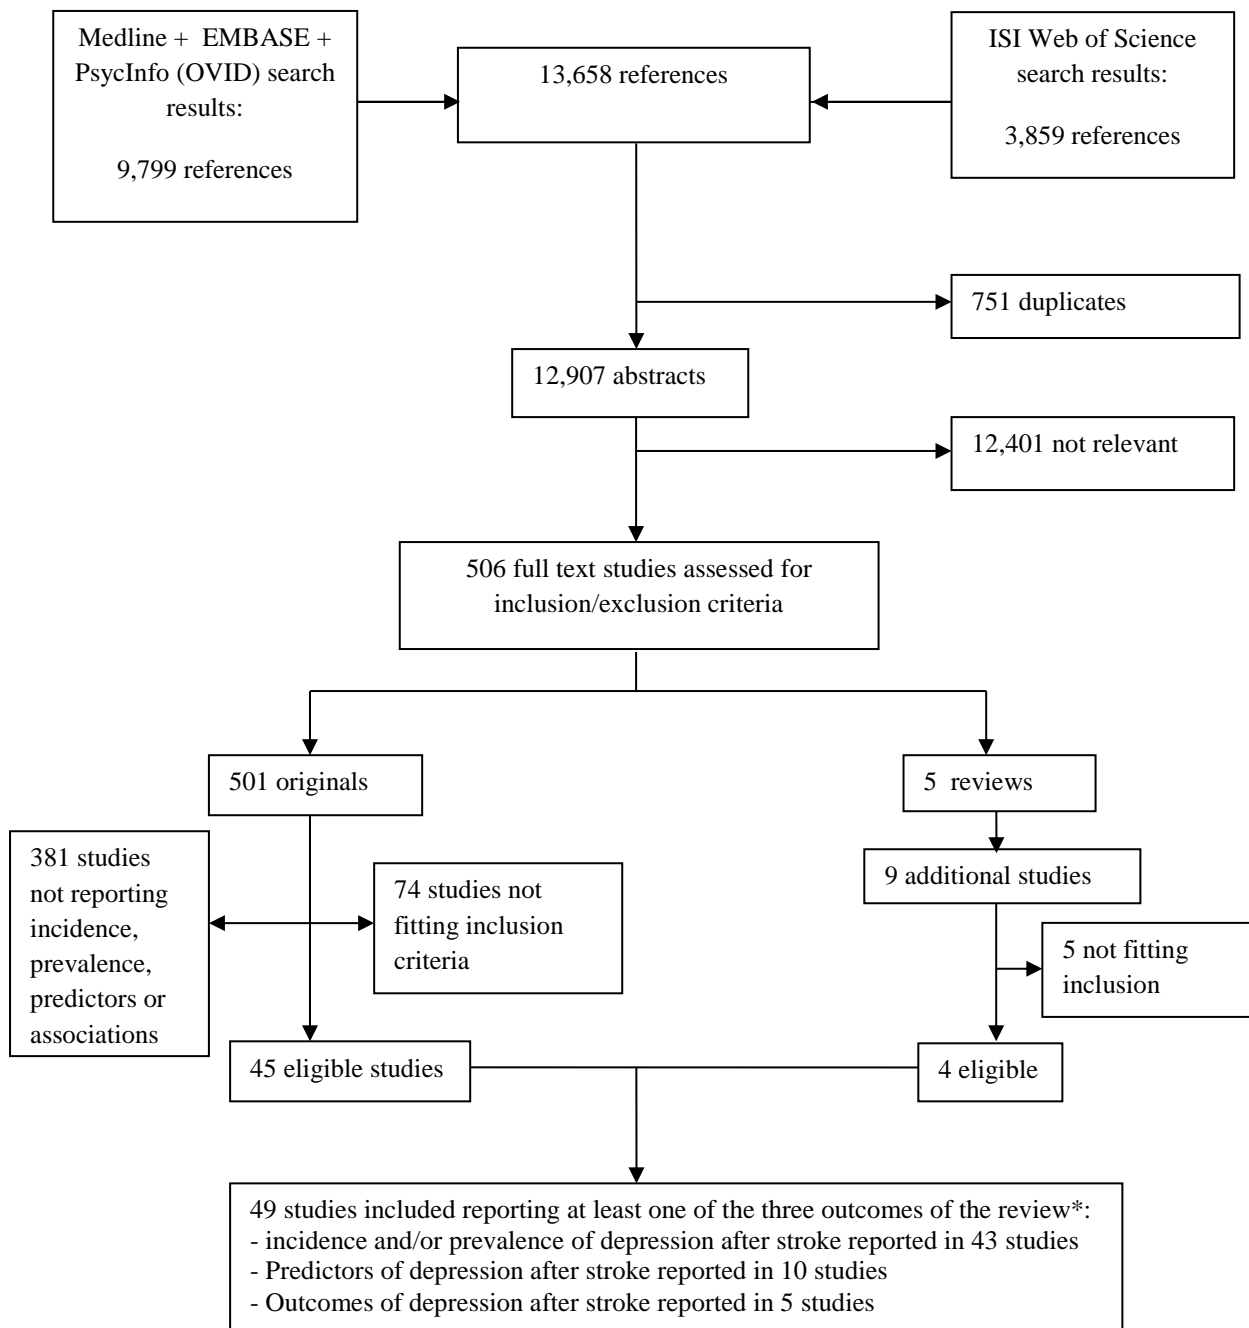 Medline + EMBASE +
PsycInfo (OVID) search
results:
9,799 references
13,658 references
ISI Web of Science
search results:
3,859 references
751 duplicates
12,907 abstracts
12,401 not relevant
506 full text studies assessed for
inclusion/exclusion criteria
501 originals
5 reviews
381 studies
not reporting
incidence,
prevalence,
predictors or
associations
74 studies not
fitting inclusion
criteria
9 additional studies
5 not fitting
inclusion
45 eligible studies
4 eligible
49 studies included reporting at least one of the three outcomes of the review*:
- incidence and/or prevalence of depression after stroke reported in 43 studies
- Predictors of depression after stroke reported in 10 studies
- Outcomes of depression after stroke reported in 5 studies